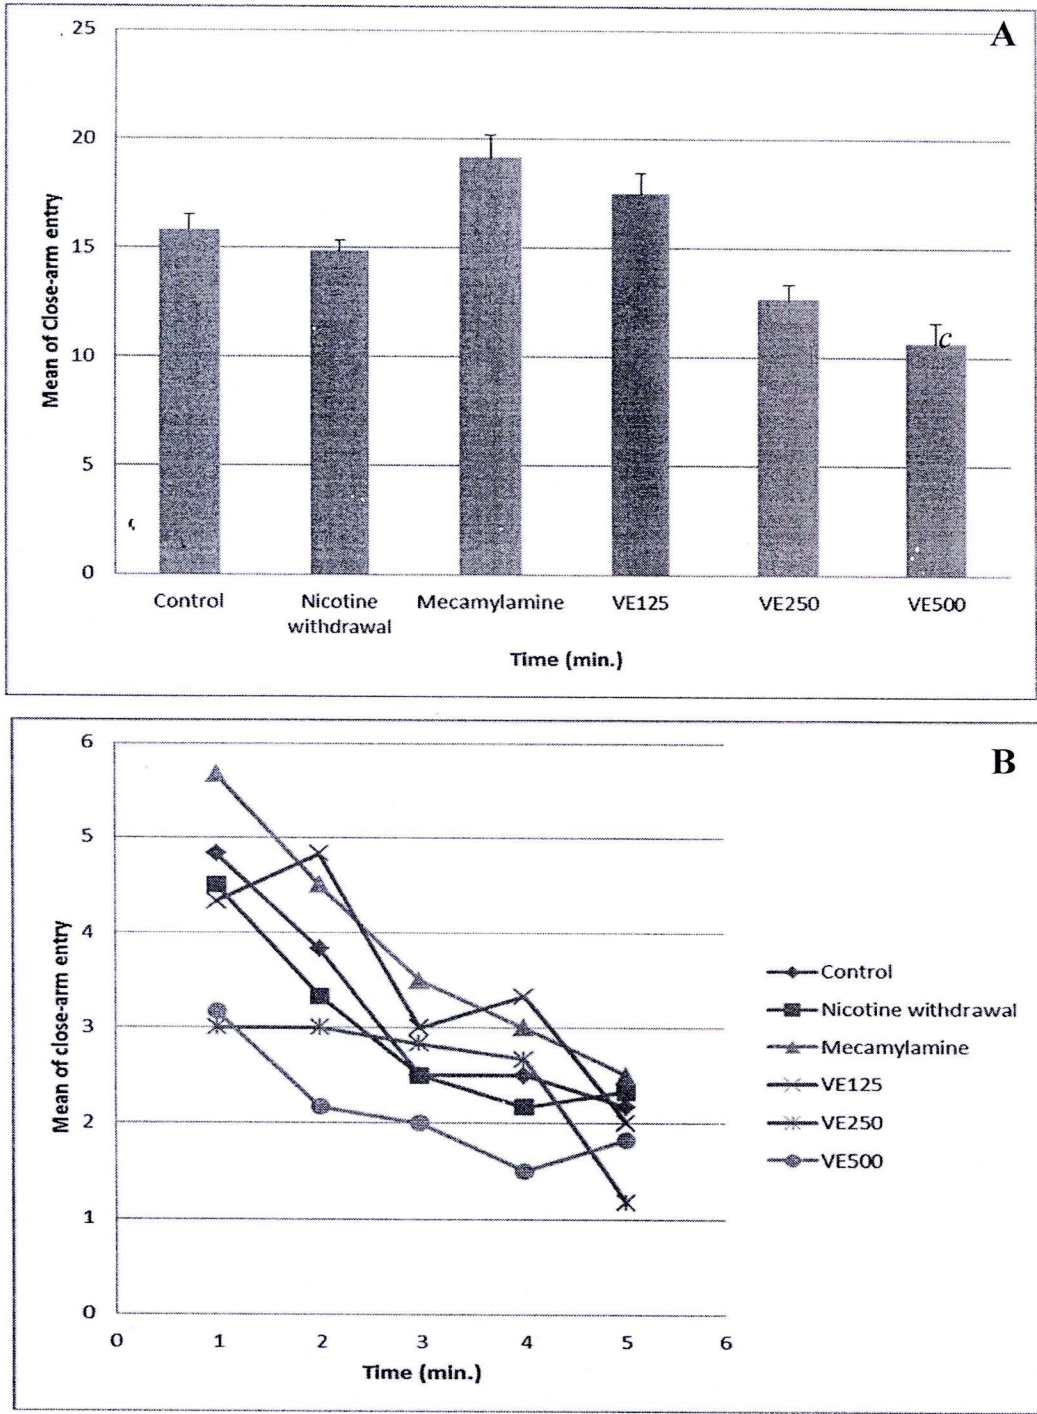 A
25
20
15
10
5
0
Mean of Close-arm entry
c
Control
Nicotine withdrawal
Mecamylamine
VE125
VE250
VE500
Time (min.)
B
6
5
4
3
2
1
0
Mean of close-arm entry
0 1 2 3 4 5 6
Time (min.)
Control
Nicotine withdrawal
Mecamylamine
VE125
VE250
VE500